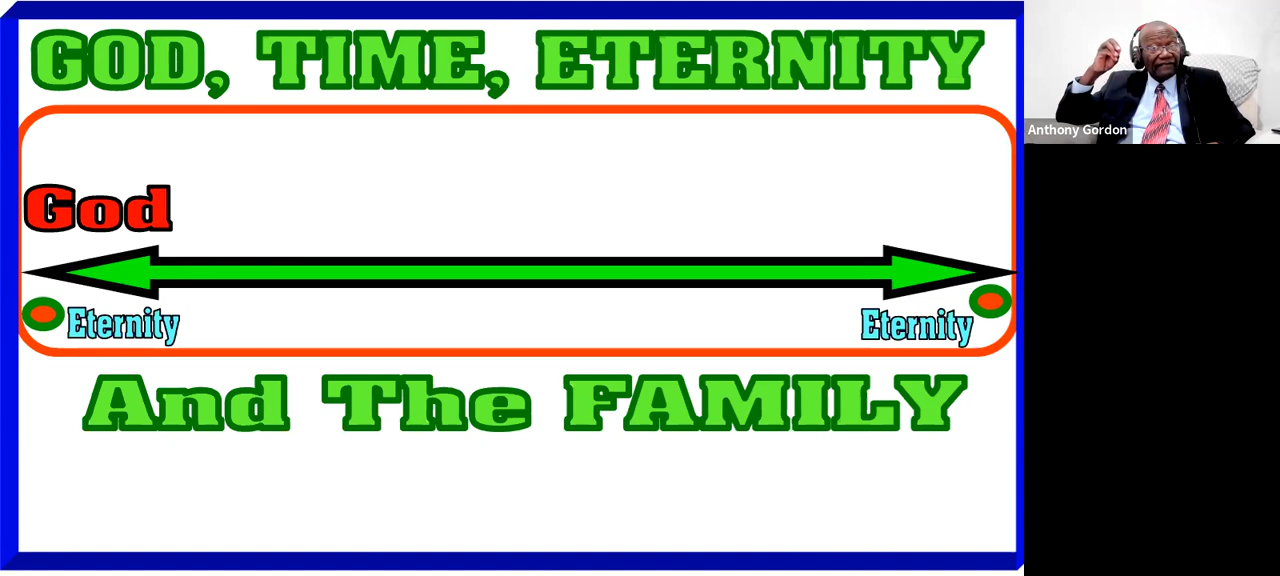 GOD, TIME, ETERNITY
God
Eternity
Eternity
And The FAMILY
Anthony Gordon